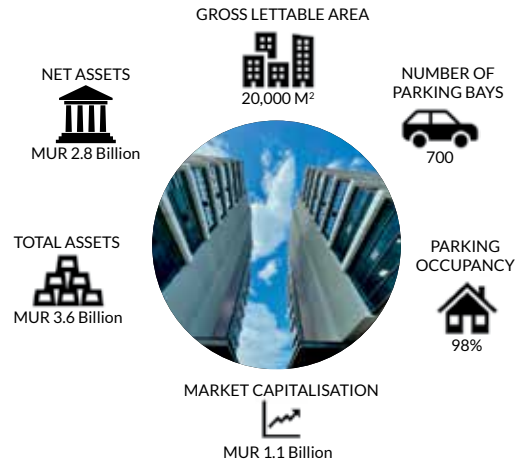 GROSS LETTABLE AREA
20,000 M²
NET ASSETS
MUR 2.8 Billion
NUMBER OF
PARKING BAYS
700
TOTAL ASSETS
MUR 3.6 Billion
PARKING
OCCUPANCY
98%
MARKET CAPITALISATION
MUR 1.1 Billion